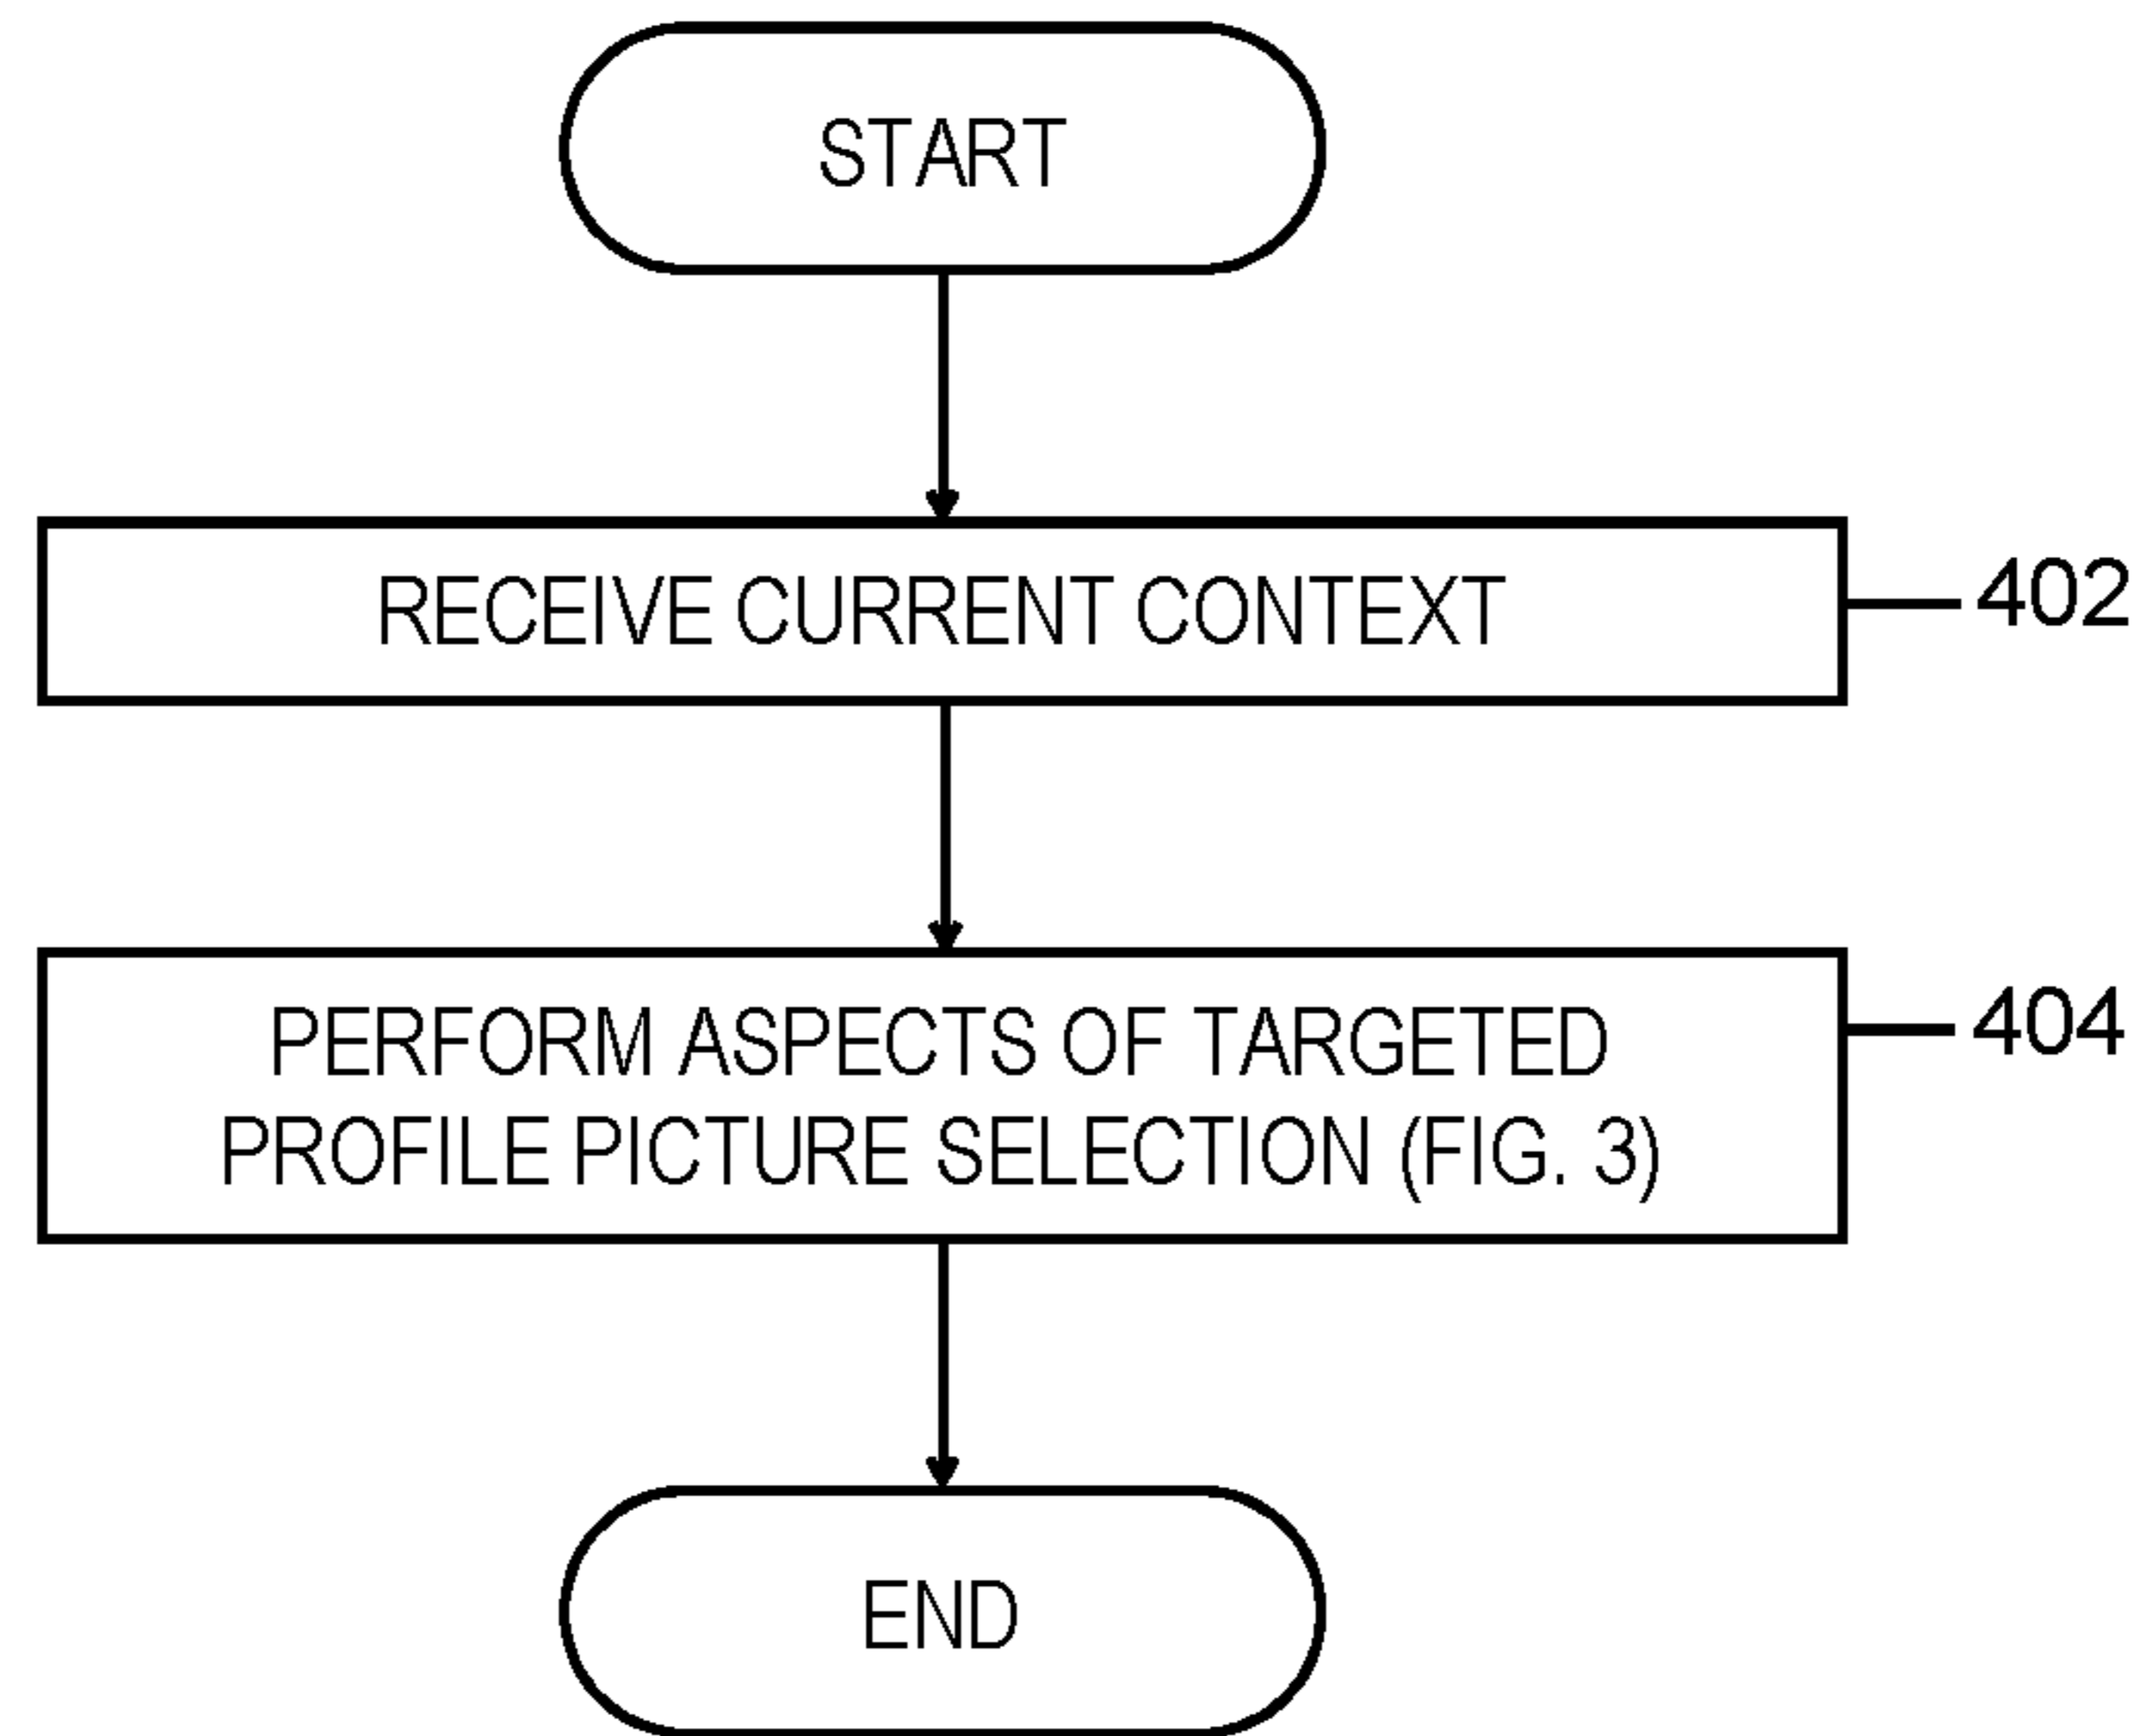 START
RECEIVE CURRENT CONTEXT
402
PERFORM ASPECTS OF TARGETED
PROFILE PICTURE SELECTION (FIG. 3)
404
END